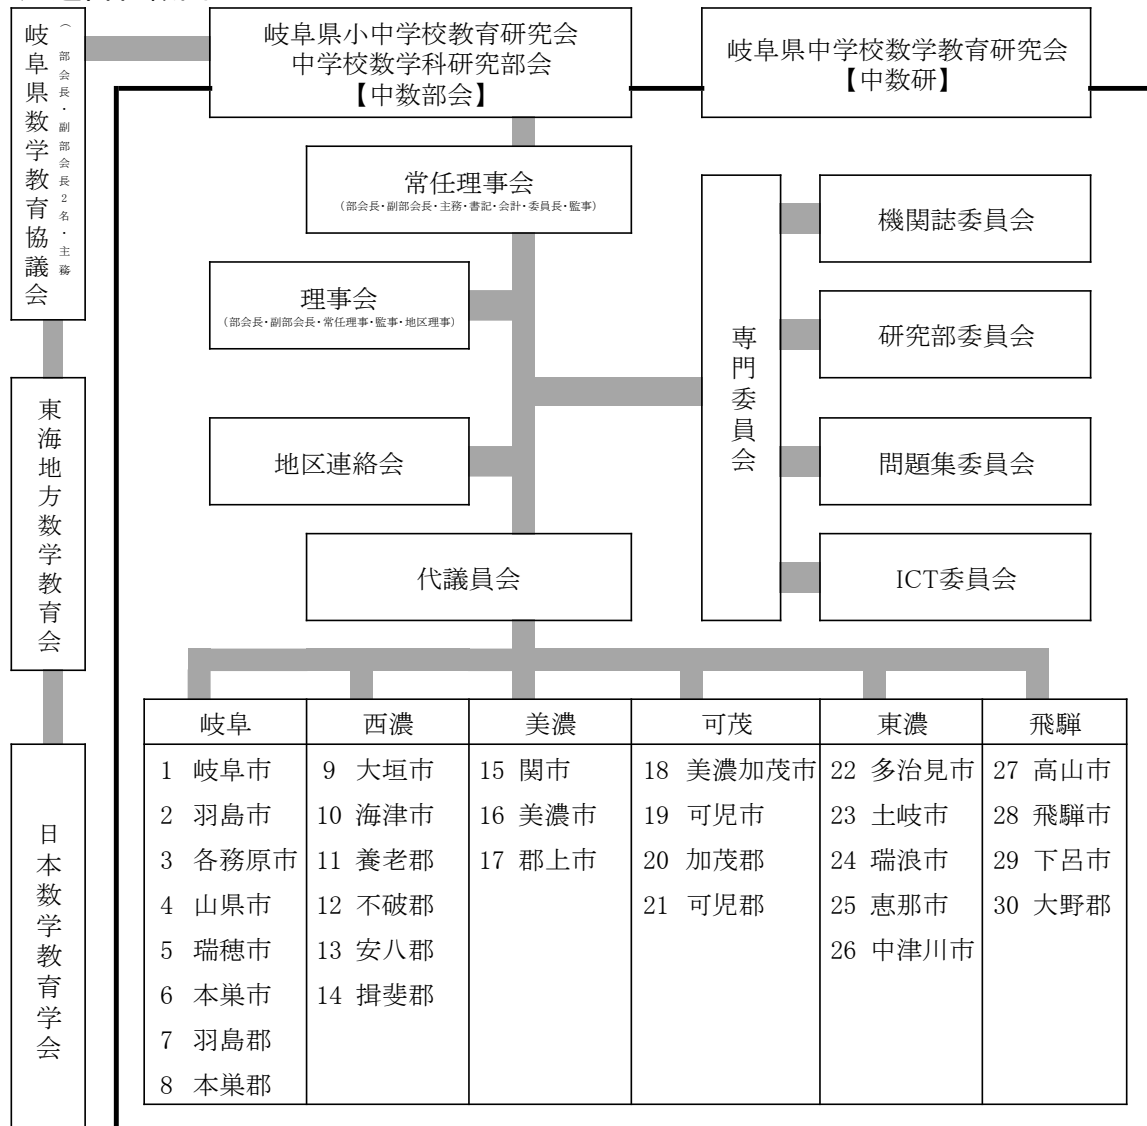 岐阜県数学教育協議会
（部会長・副部会長2名・主務
東海地方数学教育会
日本数学教育学会
岐阜県小中学校教育研究会
中学校数学科研究部会
【中数部会】
岐阜県中学校数学教育研究会
【中数研】
常任理事会
（部会長・副部会長・主務・書記・会計・委員長・監事）
理事会
（部会長・副部会長・常任理事・監事・地区理事）
地区連絡会
代議員会
専門委員会
機関誌委員会
研究部委員会
問題集委員会
ICT委員会
岐阜
1 岐阜市
2 羽島市
3 各務原市
4 山県市
5 瑞穂市
6 本巣市
7 羽島郡
8 本巣郡
西濃
9 大垣市
10 海津市
11 養老郡
12 不破郡
13 安八郡
14 揖斐郡
美濃
15 関市
16 美濃市
17 郡上市
可茂
18 美濃加茂市
19 可児市
20 加茂郡
21 可児郡
東濃
22 多治見市
23 土岐市
24 瑞浪市
25 恵那市
26 中津川市
飛騨
27 高山市
28 飛騨市
29 下呂市
30 大野郡